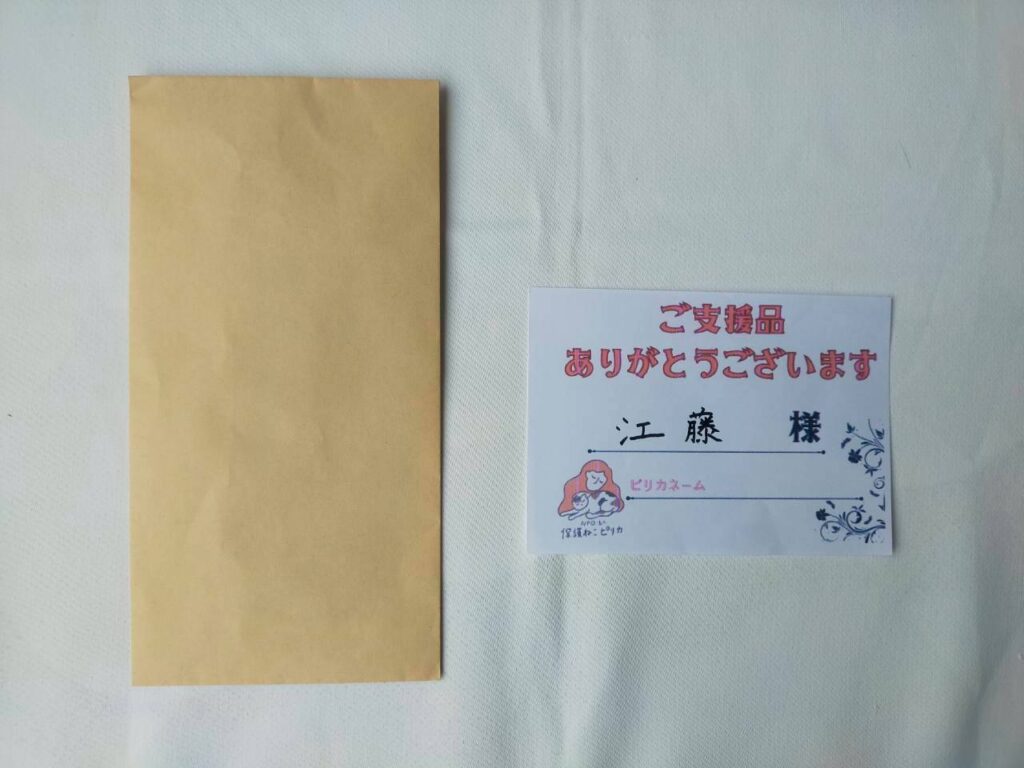 ご支援品
ありがとうございます
江藤 様
ピリカネーム
NPO法人
保護ねこピリカ